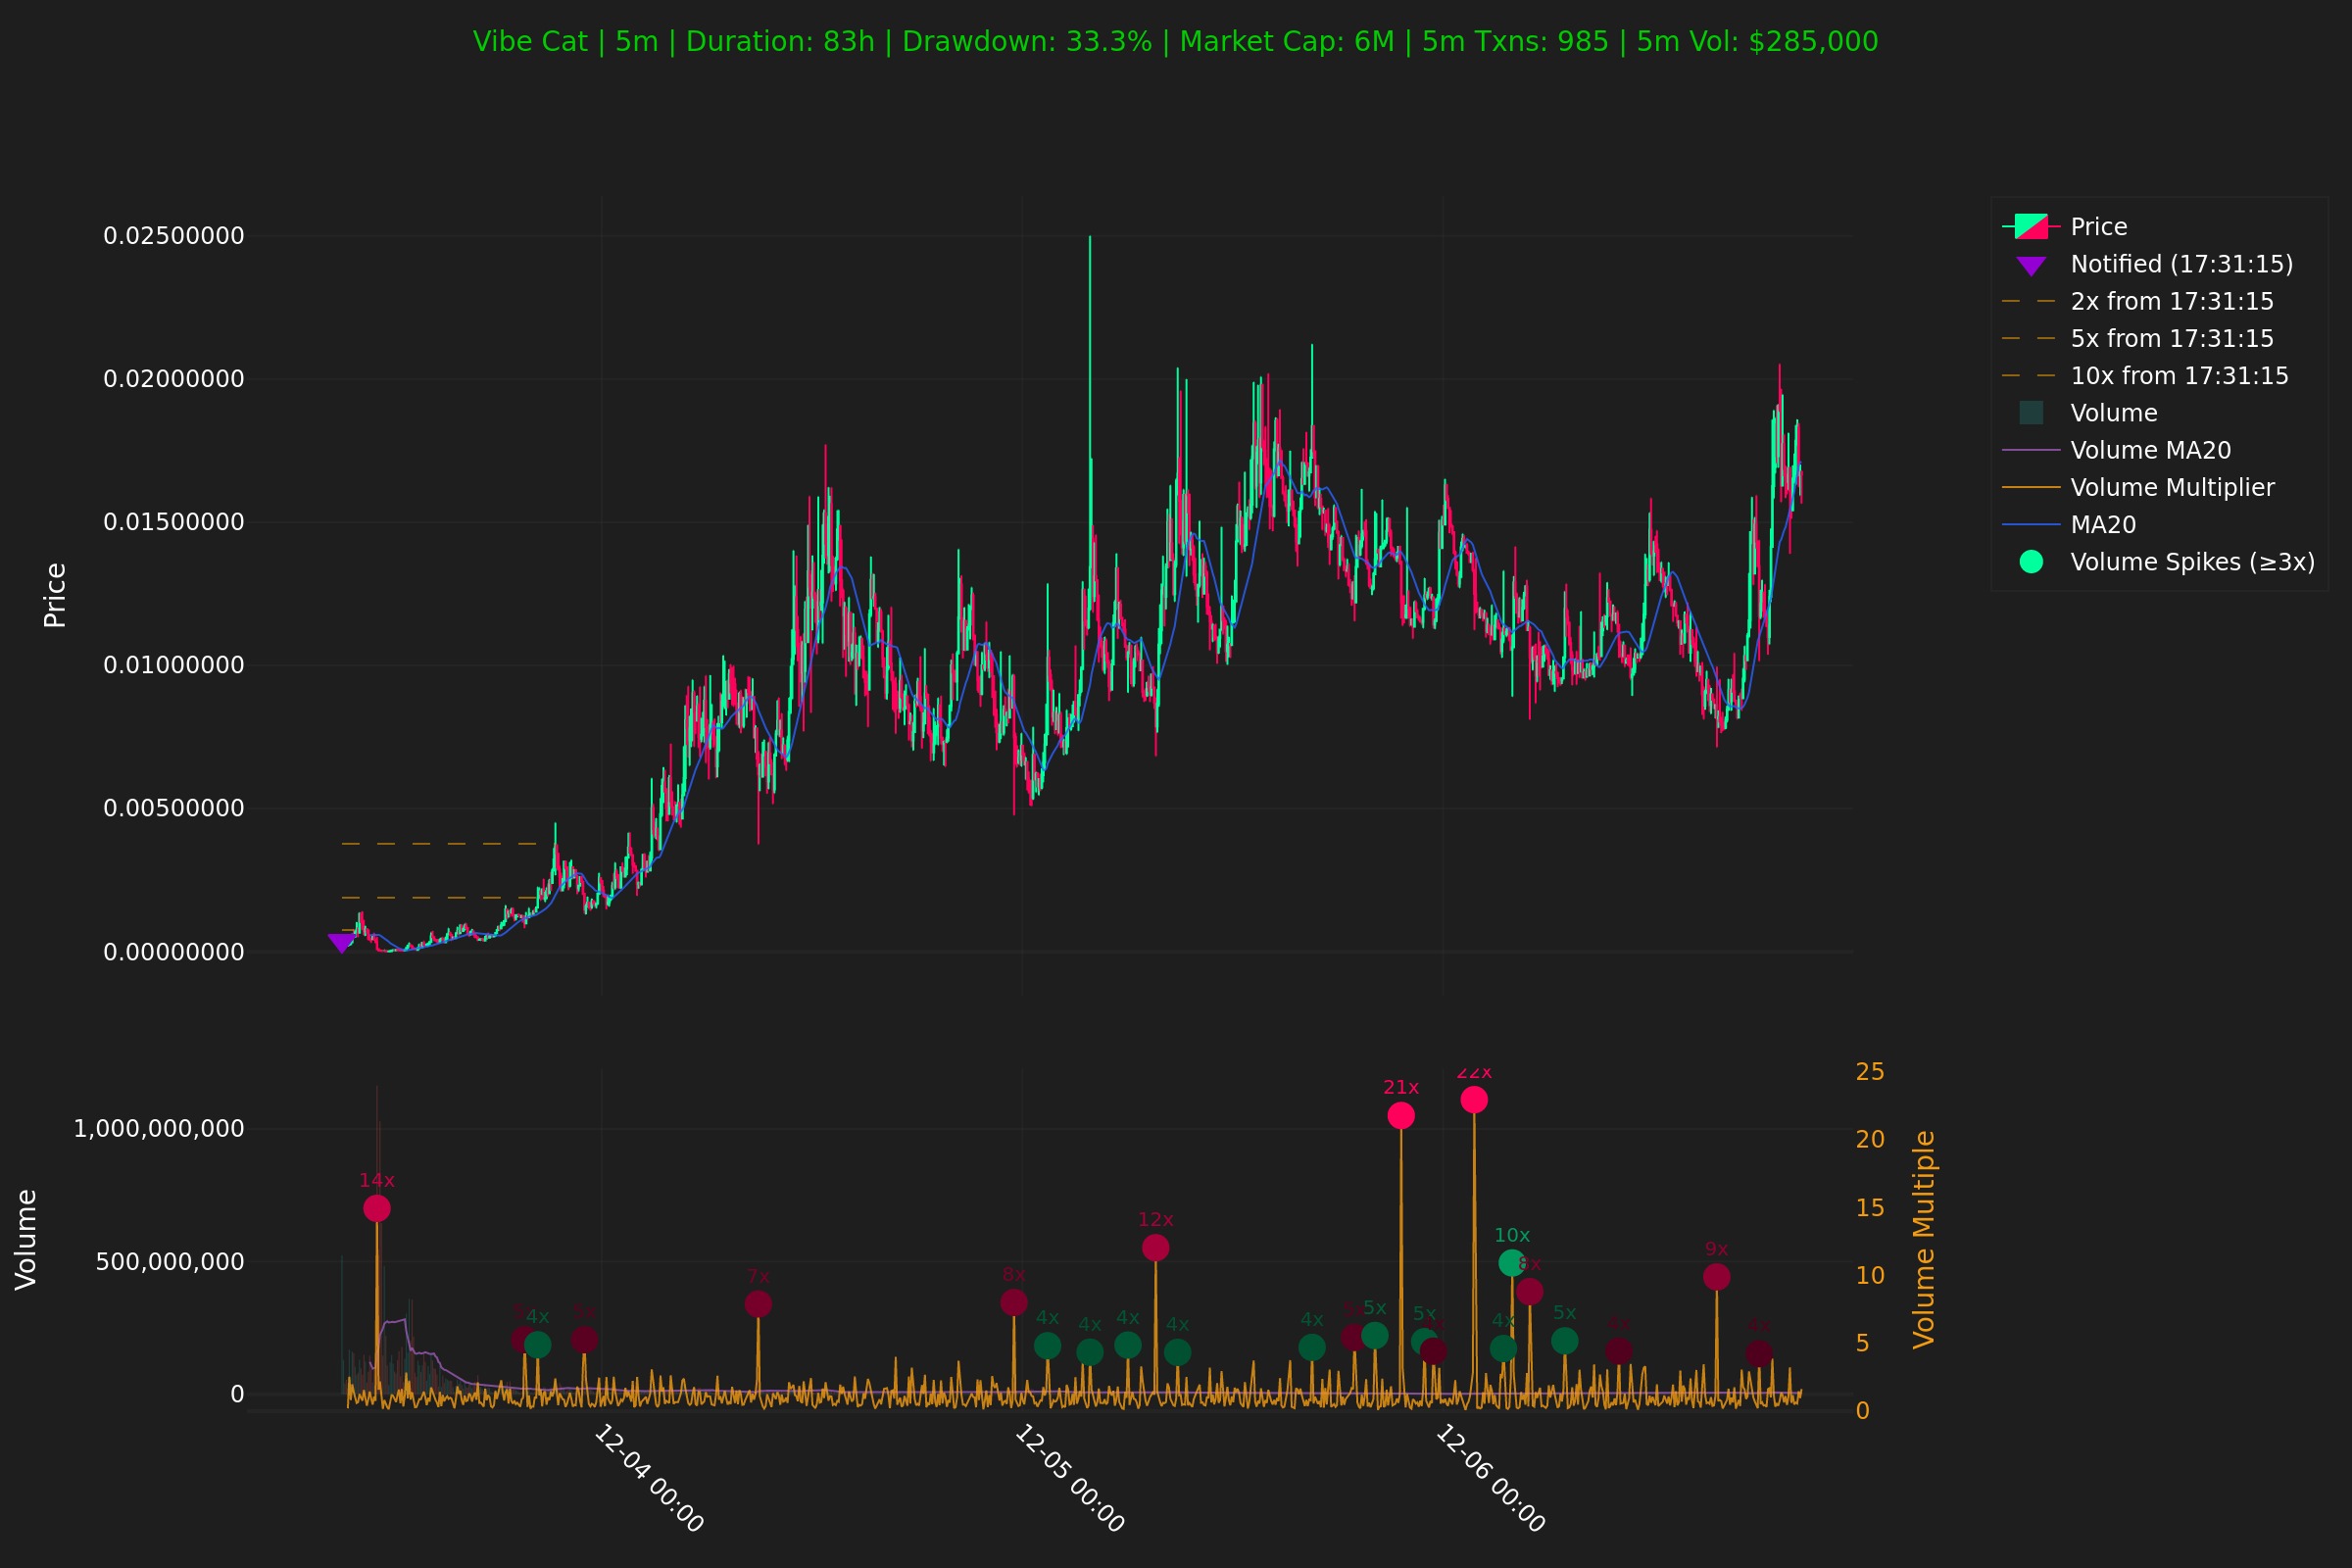 Vibe Cat | 5m | Duration: 83h | Drawdown: 33.3% | Market Cap: 6M | 5m Txns: 985 | 5m Vol: $285,000
Price
0.02500000
0.02000000
0.01500000
0.01000000
0.00500000
0.00000000
Price
Notified (17:31:15)
2x from 17:31:15
5x from 17:31:15
10x from 17:31:15
Volume
Volume MA20
Volume Multiplier
MA20
Volume Spikes (≥3x)
Volume
1,000,000,000
500,000,000
0
14x
4x
7x
8x
4x
4x
4x
12x
4x
4x
5x
21x
5x
22x
4x
10x
8x
5x
9x
25
20
15
10
5
0
Volume Multiple
12-04 00:00
12-05 00:00
12-06 00:00